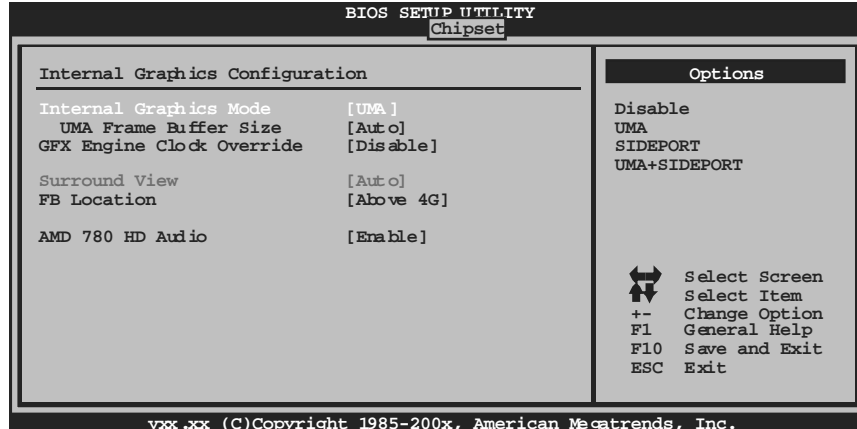 BIOS SETUP UTILITY
Chipset
Internal Graphics Configuration
Internal Graphics Mode [UMA]
UMA Frame Buffer Size [Auto]
GFX Engine Clock Override [Disable]
Surround View [Auto]
FB Location [Above 4G]
AMD 780 HD Audio [Enable]
Options
Disable
UMA
SIDEPORT
UMA+SIDEPORT
Select Screen
Select Item
+- Change Option
F1 General Help
F10 Save and Exit
ESC Exit
vxx.xx (C)Copyright 1985-200x, American Megatrends, Inc.